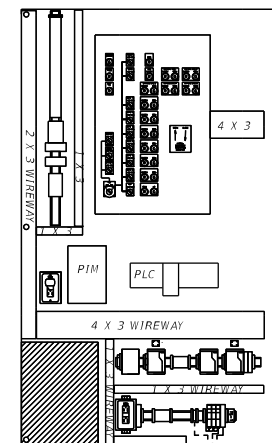 4 X 3
1 X 3
2 X 3 WIREWAY
1 X 3
PIM
PLC
4 X 3 WIREWAY
1 X 3 WIREWAY
X 3 WIREWAY